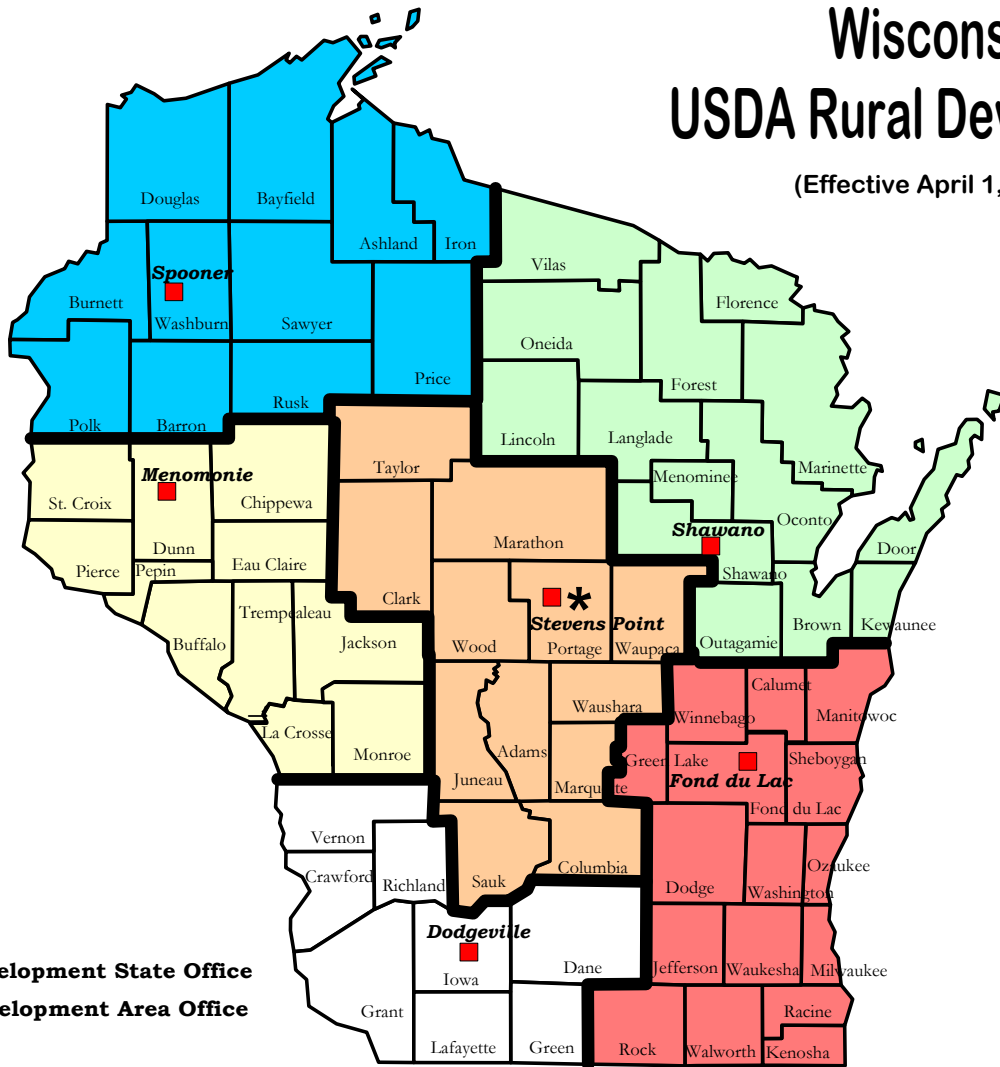 Wiscons
USDA Rural Dev
(Effective April 1,
Douglas
Bayfield
Ashland
Iron
Vilas
Spooner
Burnett
Washburn
Sawyer
Florence
Oneida
Price
Forest
Rusk
Polk
Barron
Lincoln
Langlade
Taylor
Marinette
Menomonie
Menominee
St. Croix
Chippewa
Oconto
Shawano
Marathon
Dunn
Door
Eau Claire
Pierce
Pepin
Shawano
Clark
*
Trempealeau
Stevens Point
Brown
Kewaunee
Buffalo
Jackson
Wood
Portage
Waupaca
Outagamie
Calumet
Waushara
Winnebago
Manitowoc
La Crosse
Monroe
Adams
Green Lake
Sheboygan
Juneau
Marquette
Fond du Lac
Fond du Lac
Vernon
Columbia
Ozaukee
Crawford
Richland
Sauk
Dodge
Washington
Dodgeville
Iowa
Dane
Jefferson
Waukesha
Milwaukee
elopment State Office
elopment Area Office
Grant
Racine
Lafayette
Green
Rock
Walworth
Kenosha